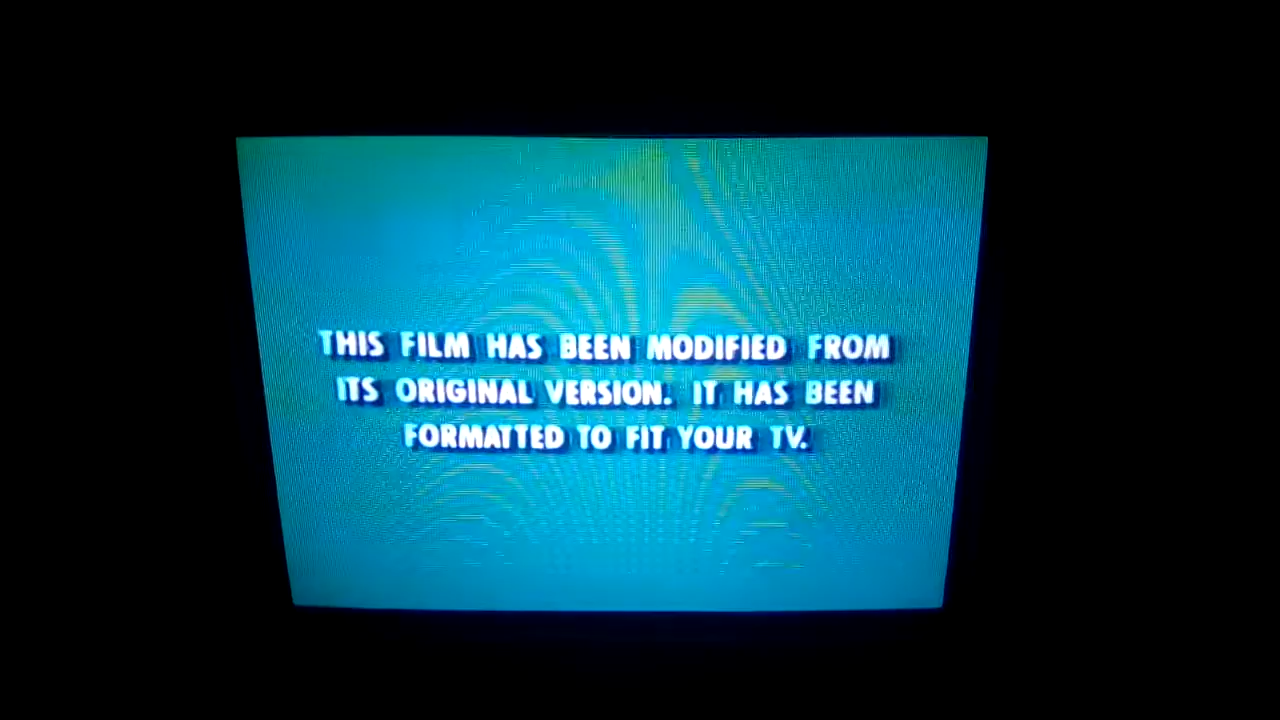 THIS FILM HAS BEEN MODIFIED FROM
ITS ORIGINAL VERSION. IT HAS BEEN
FORMATTED TO FIT YOUR TV.